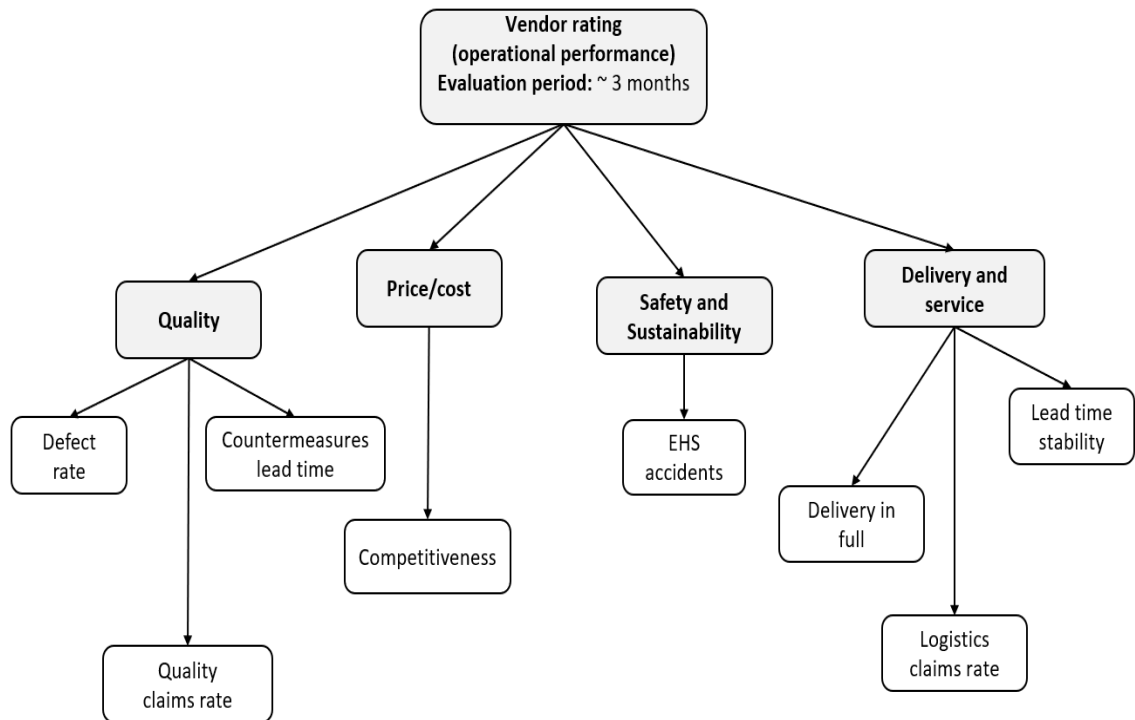 Vendor rating
(operational performance)
Evaluation period: ~ 3 months
Quality
Price/cost
Safety and
Sustainability
Delivery and
service
Defect
rate
Countermeasures
lead time
Quality
claims rate
Competitiveness
EHS
accidents
Delivery in
full
Logistics
claims rate
Lead time
stability